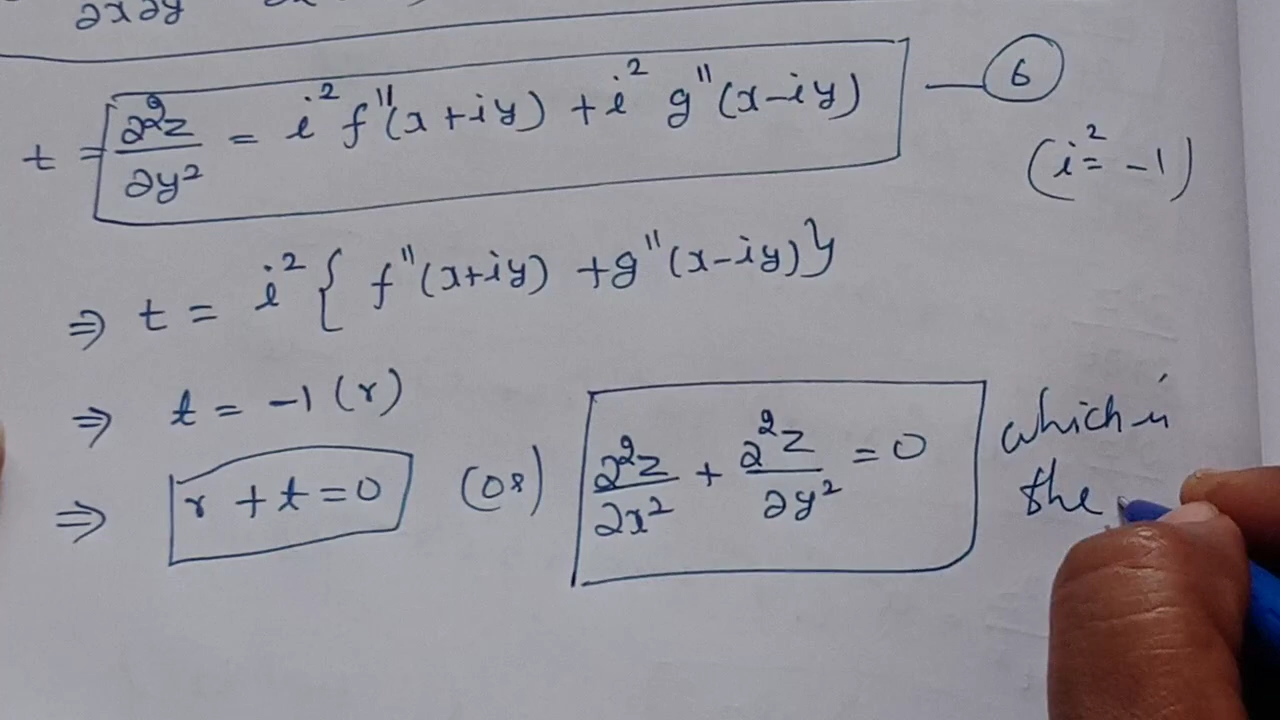 ∂x∂y
t = ∂²z/∂y² = i² f''(x+iy) + i² g''(x-iy) — 6
(i² = -1)
⇒ t = i² { f''(x+iy) + g''(x-iy) }
⇒ t = -1 (r)
⇒ r + t = 0 (or) ∂²z/∂x² + ∂²z/∂y² = 0 which is
the